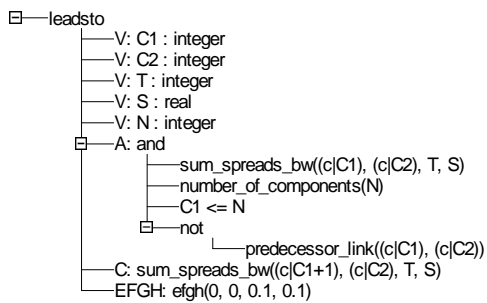 leadsto
V: C1 : integer
V: C2 : integer
V: T : integer
V: S : real
V: N : integer
A: and
sum_spreads_bw((c|C1), (c|C2), T, S)
number_of_components(N)
C1 <= N
not
predecessor_link((c|C1), (c|C2))
C: sum_spreads_bw((c|C1+1), (c|C2), T, S)
EFGH: efgh(0, 0, 0.1, 0.1)